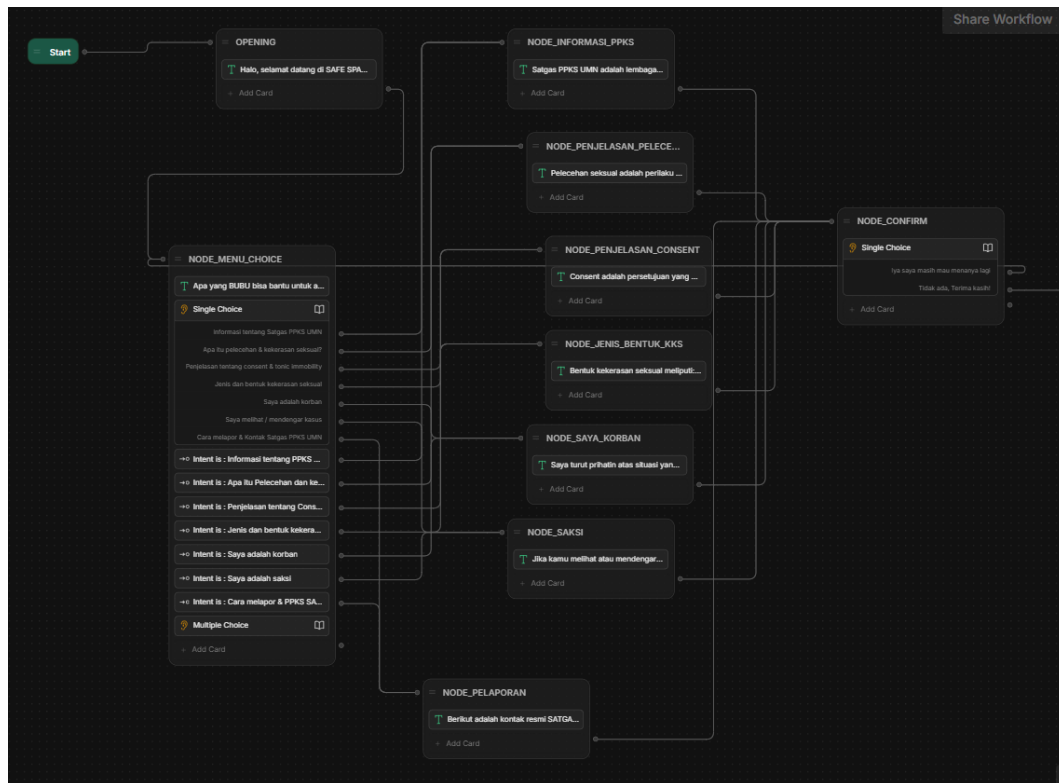 Share Workflow
Start
OPENING
Halo, selamat datang di SAFE SPA...
Add Card
NODE_MENU_CHOICE
Apa yang BUBU bisa bantu untuk a...
Single Choice
Informasi tentang Satgas PPKS UMN
Apa itu pelecehan & kekerasan seksual?
Penjelasan tentang consent & tonic immobility
Jenis dan bentuk kekerasan seksual
Saya adalah korban
Saya melihat / mendengar kasus
Cara melapor & Kontak Satgas PPKS UMN
Intent is : Informasi tentang PPKS ...
Intent is : Apa itu Pelecehan dan ke...
Intent is : Penjelasan tentang Cons...
Intent is : Jenis dan bentuk kekera...
Intent is : Saya adalah korban
Intent is : Saya adalah saksi
Intent is : Cara melapor & PPKS SA...
Multiple Choice
Add Card
NODE_INFORMASI_PPKS
Satgas PPKS UMN adalah lembaga...
Add Card
NODE_PENJELASAN_PELECE...
Pelecehan seksual adalah perilaku ...
Add Card
NODE_PENJELASAN_CONSENT
Consent adalah persetujuan yang ...
Add Card
NODE_JENIS_BENTUK_KKS
Bentuk kekerasan seksual meliputi:...
Add Card
NODE_SAYA_KORBAN
Saya turut prihatin atas situasi yan...
Add Card
NODE_SAKSI
Jika kamu melihat atau mendengar...
Add Card
NODE_PELAPORAN
Berikut adalah kontak resmi SATGA...
Add Card
NODE_CONFIRM
Single Choice
Iya saya masih mau menanya lagi
Tidak ada, Terima kasih!
Add Card